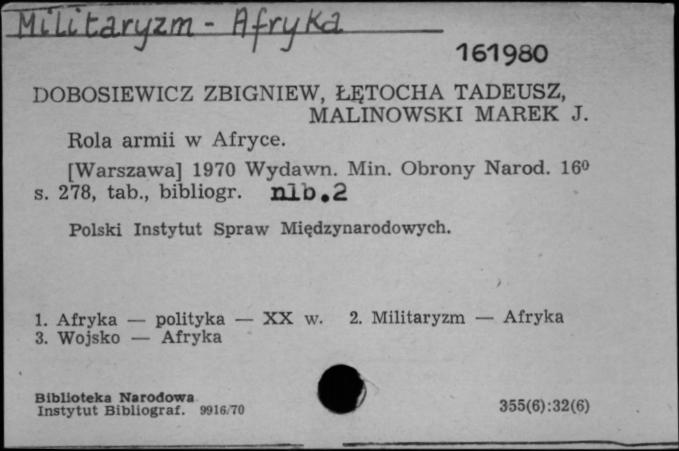 Militaryzm - Afryka
161980
DOBOSIEWICZ ZBIGNIEW, ŁĘTOCHA TADEUSZ,
MALINOWSKI MAREK J.
Rola armii w Afryce.
[Warszawa] 1970 Wydawn. Min. Obrony Narod. 16⁰
s. 278, tab., bibliogr. nlb.2
Polski Instytut Spraw Międzynarodowych.
1. Afryka — polityka — XX w. 2. Militaryzm — Afryka
3. Wojsko — Afryka
Biblioteka Narodowa
Instytut Bibliograf. 9916/70
355(6):32(6)